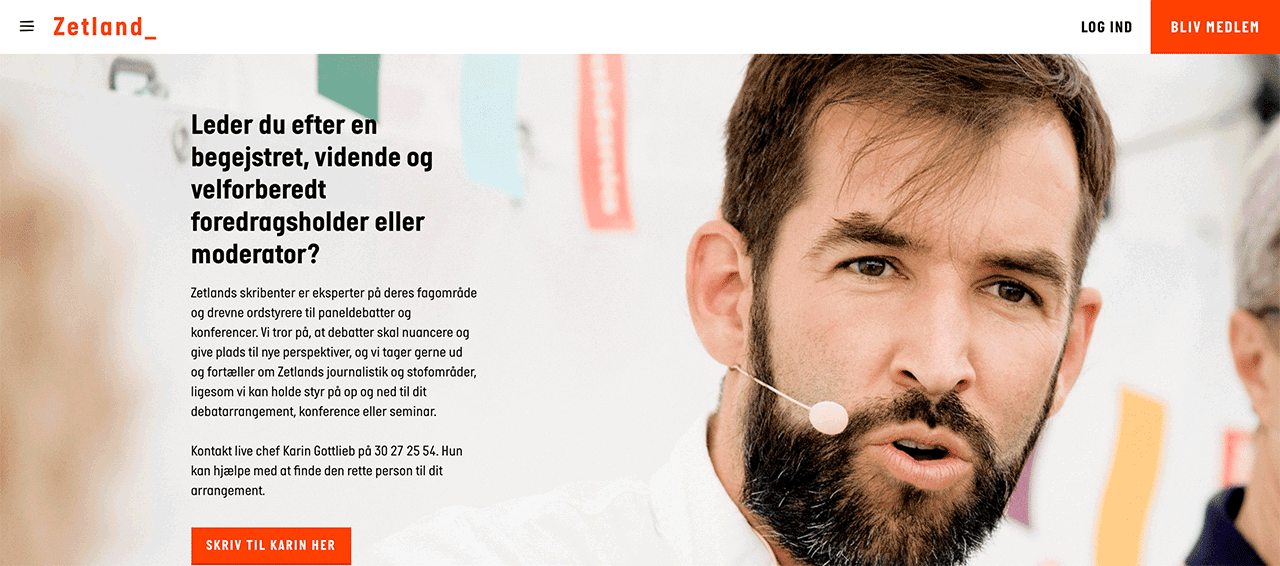 Zetland_
LOG IND
BLIV MEDLEM
Leder du efter en
begejstret, vidende og
velforberedt
foredragsholder eller
moderator?
Zetlands skribenter er eksperter på deres fagområde
og drevne ordstyrere til paneldebatter og
konferencer. Vi tror på, at debatter skal nuancere og
give plads til nye perspektiver, og vi tager gerne ud
og fortæller om Zetlands journalistik og stofområder,
ligesom vi kan holde styr på op og ned til dit
debatarrangement, konference eller seminar.
Kontakt live chef Karin Gottlieb på 30 27 25 54. Hun
kan hjælpe med at finde den rette person til dit
arrangement.
SKRIV TIL KARIN HER